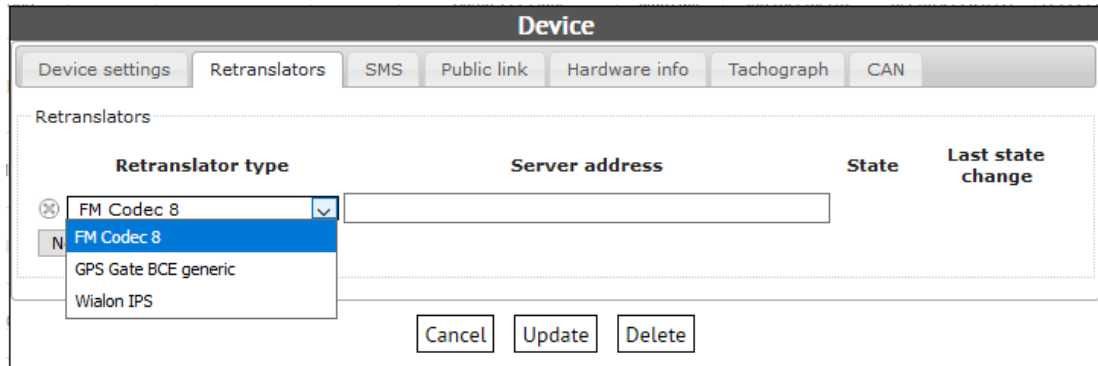 Device
Device settings Retranslators SMS Public link Hardware info Tachograph CAN
Retranslators
Retranslator type Server address State Last state
change
FM Codec 8
FM Codec 8
GPS Gate BCE generic
Wialon IPS
Cancel Update Delete